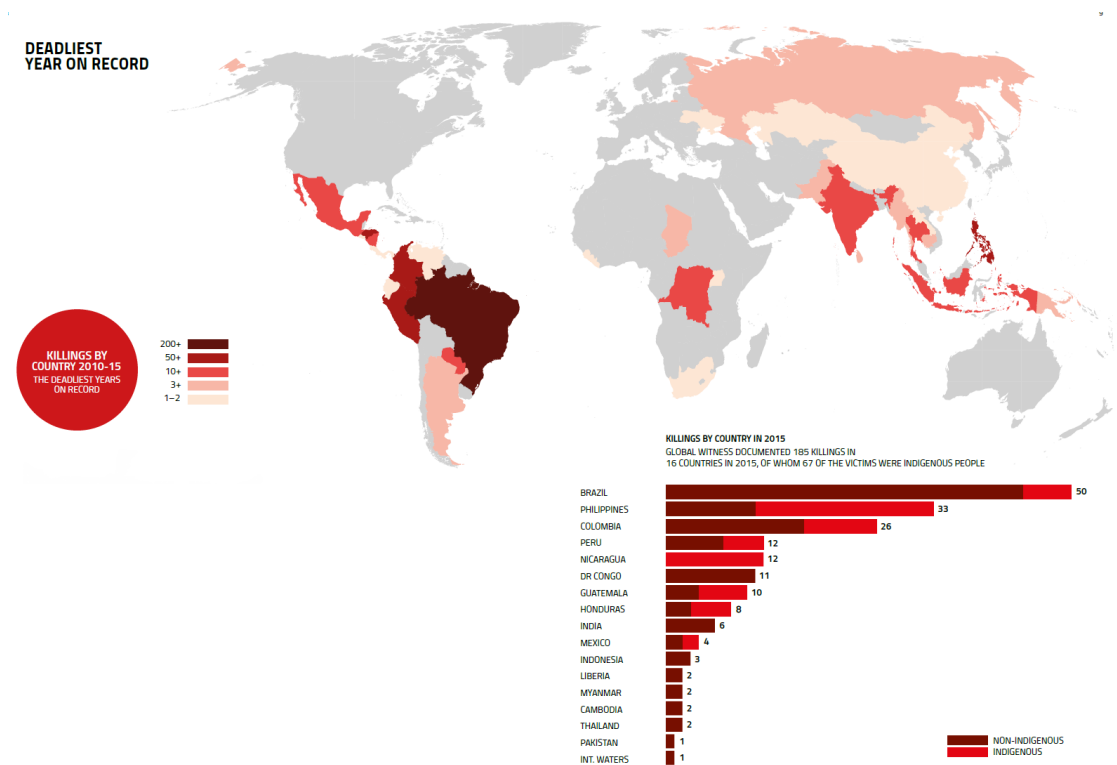 DEADLIEST
YEAR ON RECORD
KILLINGS BY
COUNTRY 2010-15
THE DEADLIEST YEARS
ON RECORD
200+
50+
10+
3+
1–2
KILLINGS BY COUNTRY IN 2015
GLOBAL WITNESS DOCUMENTED 185 KILLINGS IN
16 COUNTRIES IN 2015, OF WHOM 67 OF THE VICTIMS WERE INDIGENOUS PEOPLE
BRAZIL 50
PHILIPPINES 33
COLOMBIA 26
PERU 12
NICARAGUA 12
DR CONGO 11
GUATEMALA 10
HONDURAS 8
INDIA 6
MEXICO 4
INDONESIA 3
LIBERIA 2
MYANMAR 2
CAMBODIA 2
THAILAND 2
PAKISTAN 1
INT. WATERS 1
NON-INDIGENOUS
INDIGENOUS